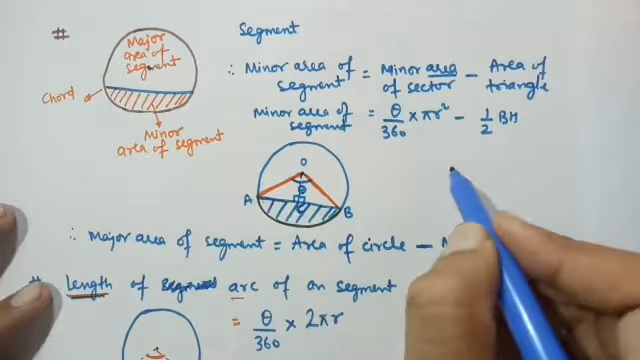 #
Segment
Major
area of
segment
Chord
Minor
area of segment
∴ Minor area of segment = Minor area of sector − Area of triangle
Minor area of segment = θ/360 × πr² − 1/2 BH
O
θ
A
B
∴ Major area of segment = Area of circle −
# Length of arc of an segment
= θ/360 × 2πr